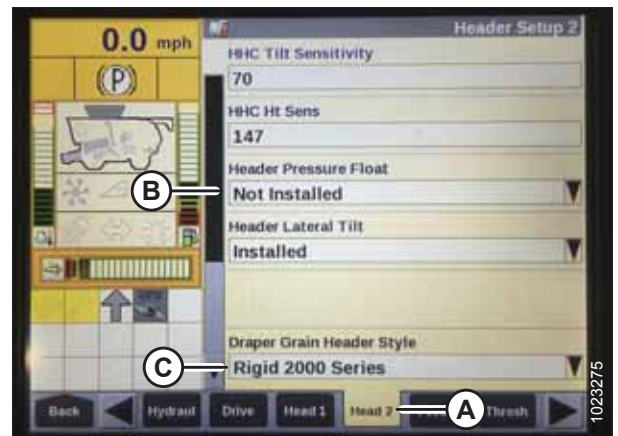 0.0 mph
(P)
Header Setup 2
HHC Tilt Sensitivity
70
HHC Ht Sens
147
Header Pressure Float
B
Not Installed
Header Lateral Tilt
Installed
Draper Grain Header Style
C
Rigid 2000 Series
Back
Hydraul
Drive
Head 1
Head 2
A
Thresh
1023275